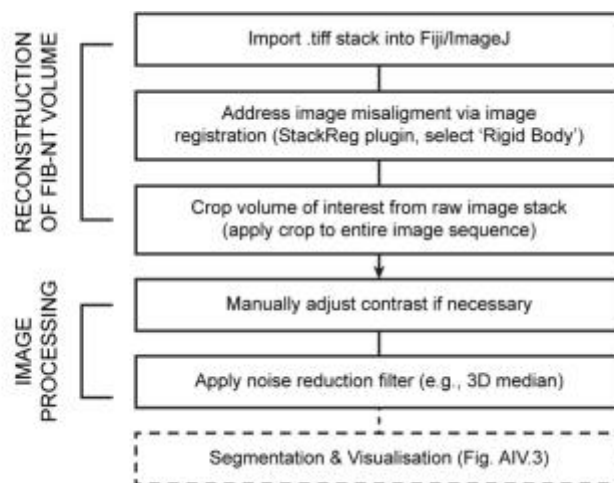 RECONSTRUCTION
OF FIB-NT VOLUME
Import .tiff stack into Fiji/ImageJ
Address image misaligment via image
registration (StackReg plugin, select ‘Rigid Body’)
Crop volume of interest from raw image stack
(apply crop to entire image sequence)
IMAGE
PROCESSING
Manually adjust contrast if necessary
Apply noise reduction filter (e.g., 3D median)
Segmentation & Visualisation (Fig. AIV.3)